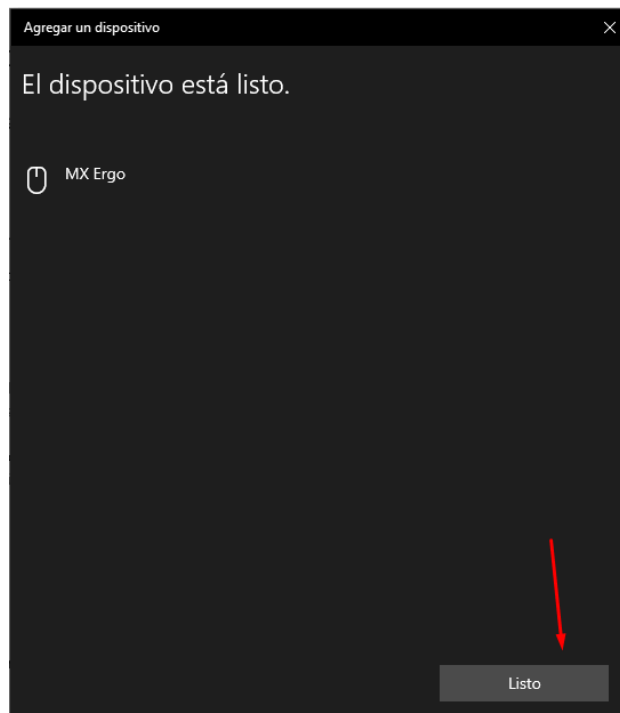 Agregar un dispositivo
El dispositivo está listo.
MX Ergo
Listo